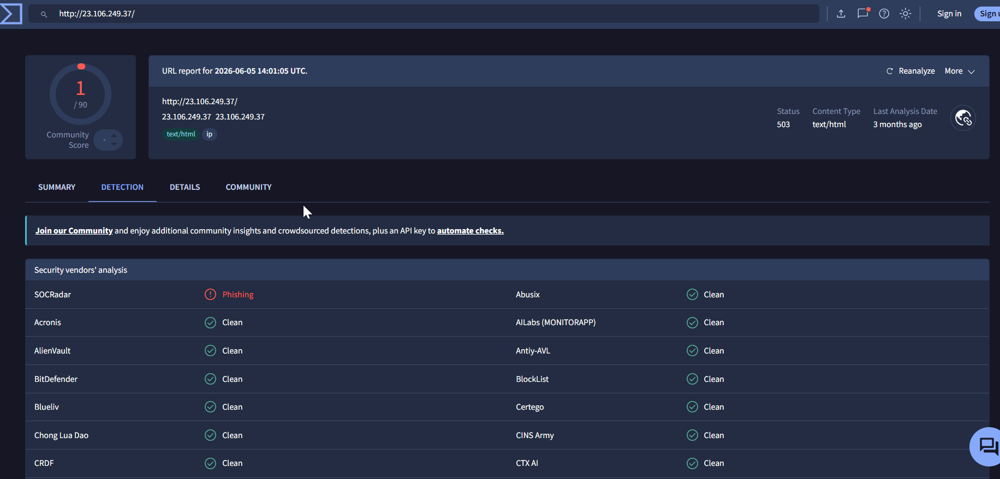 http://23.106.249.37/
Sign in
Sign u
1
/ 90
Community
Score
URL report for 2026-06-05 14:01:05 UTC.
Reanalyze
More
http://23.106.249.37/
23.106.249.37 23.106.249.37
text/html
ip
Status
503
Content Type
text/html
Last Analysis Date
3 months ago
SUMMARY
DETECTION
DETAILS
COMMUNITY
Join our Community and enjoy additional community insights and crowdsourced detections, plus an API key to automate checks.
Security vendors' analysis
SOCRadar Phishing Abusix Clean
Acronis Clean AILabs (MONITORAPP) Clean
AlienVault Clean Antiy-AVL Clean
BitDefender Clean BlockList Clean
Blueliv Clean Certego Clean
Chong Lua Dao Clean CINS Army Clean
CRDF Clean CTX AI Clean